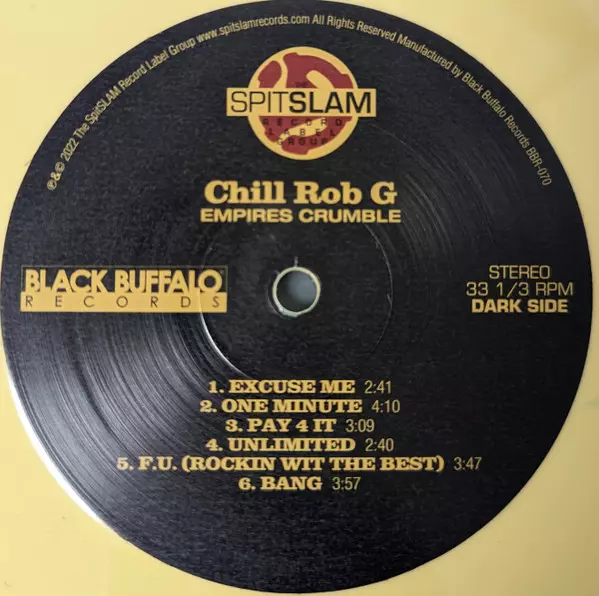 ℗&© 2022 The SpitSLAM Record Label Group www.spitslamrecords.com All Rights Reserved Manufactured by Black Buffalo Records BBR-070
THE
SPITSLAM
RECORD
LABEL
GROUP
Chill Rob G
EMPIRES CRUMBLE
BLACK BUFFALO
RECORDS
STEREO
33 1/3 RPM
DARK SIDE
1. EXCUSE ME 2:41
2. ONE MINUTE 4:10
3. PAY 4 IT 3:09
4. UNLIMITED 2:40
5. F.U. (ROCKIN WIT THE BEST) 3:47
6. BANG 3:57